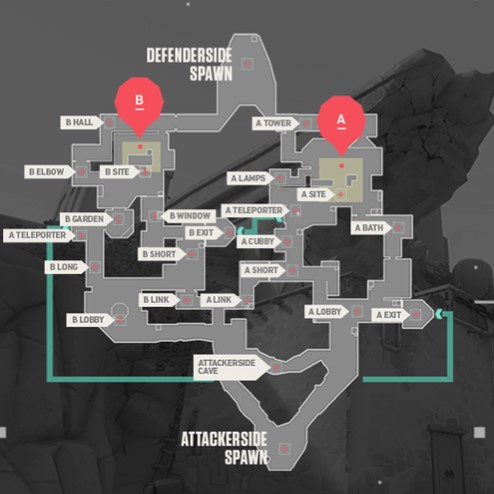 DEFENDERSIDE
SPAWN
B
A
B HALL
A TOWER
B ELBOW
B SITE
A LAMPS
A SITE
B GARDEN
B WINDOW
A TELEPORTER
A TELEPORTER
B EXIT
A BATH
A CUBBY
B SHORT
B LONG
A SHORT
B LINK
A LINK
B LOBBY
A LOBBY
A EXIT
ATTACKERSIDE
CAVE
ATTACKERSIDE
SPAWN